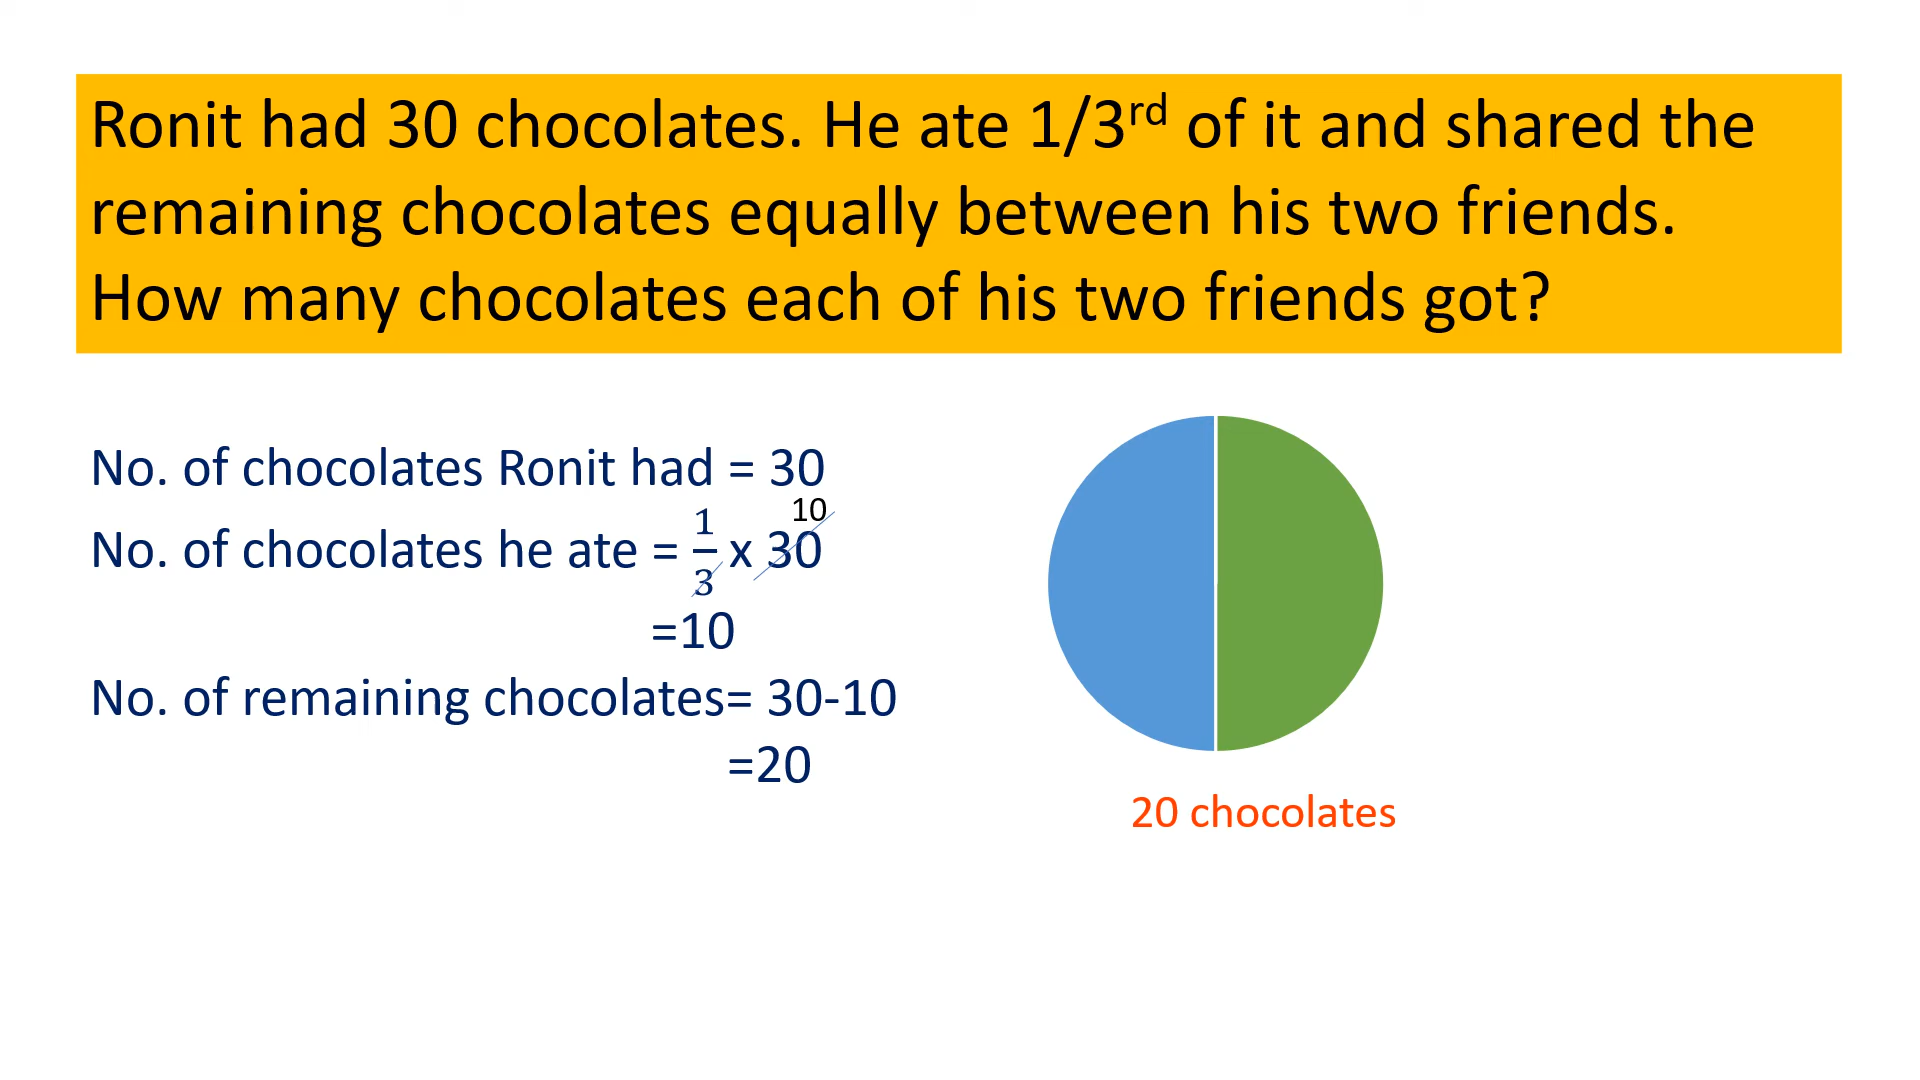 Ronit had 30 chocolates. He ate 1/3rd of it and shared the
remaining chocolates equally between his two friends.
How many chocolates each of his two friends got?
No. of chocolates Ronit had = 30
10
No. of chocolates he ate = 1/3 x 30
=10
No. of remaining chocolates= 30-10
=20
20 chocolates